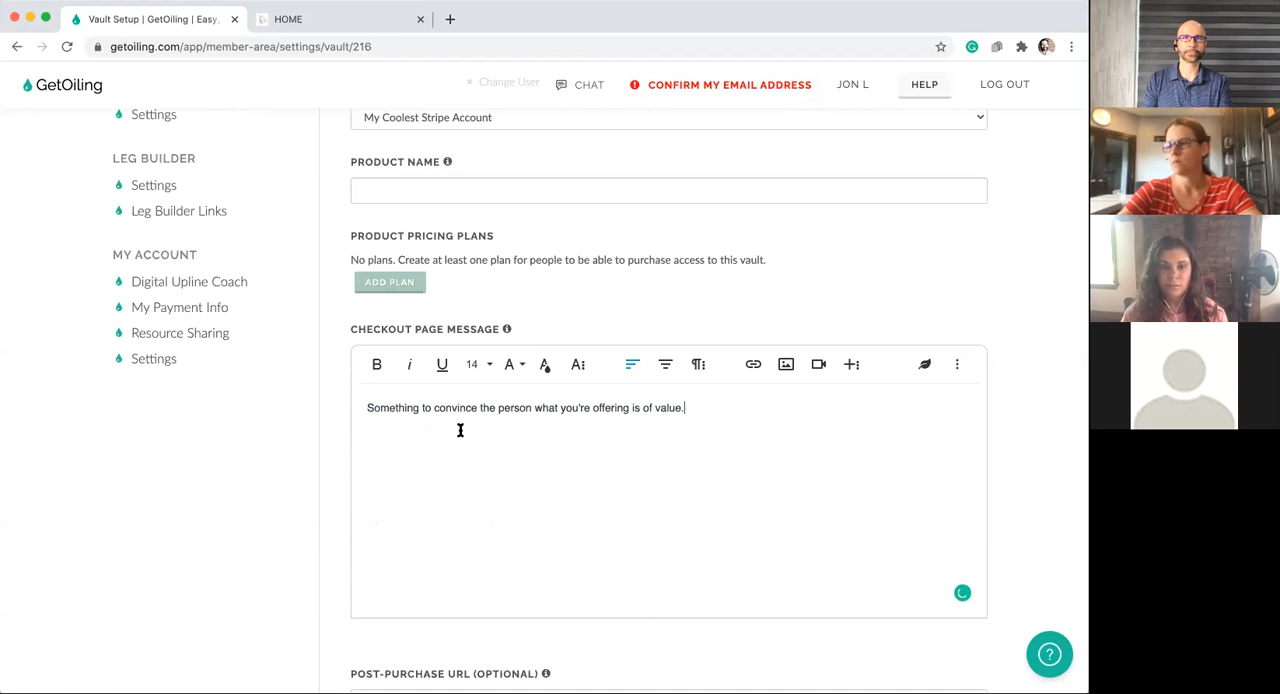 Vault Setup | GetOiling | Easy,
HOME
getoiling.com/app/member-area/settings/vault/216
GetOiling
Change User
CHAT
CONFIRM MY EMAIL ADDRESS
JON L
HELP
LOG OUT
Settings
LEG BUILDER
Settings
Leg Builder Links
MY ACCOUNT
Digital Upline Coach
My Payment Info
Resource Sharing
Settings
My Coolest Stripe Account
PRODUCT NAME
PRODUCT PRICING PLANS
No plans. Create at least one plan for people to be able to purchase access to this vault.
ADD PLAN
CHECKOUT PAGE MESSAGE
B i U 14 A A A
Something to convince the person what you're offering is of value.
POST-PURCHASE URL (OPTIONAL)